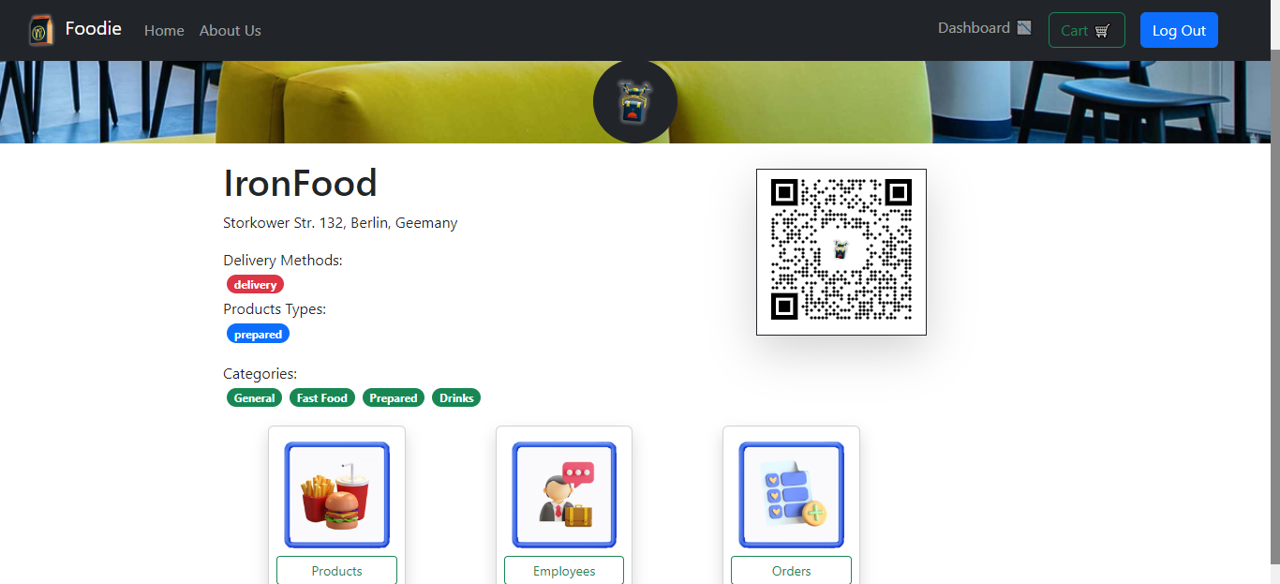 Foodie Home About Us Dashboard Cart Log Out
IronFood
Storkower Str. 132, Berlin, Geemany
Delivery Methods:
delivery
Products Types:
prepared
Categories:
General Fast Food Prepared Drinks
Products Employees Orders